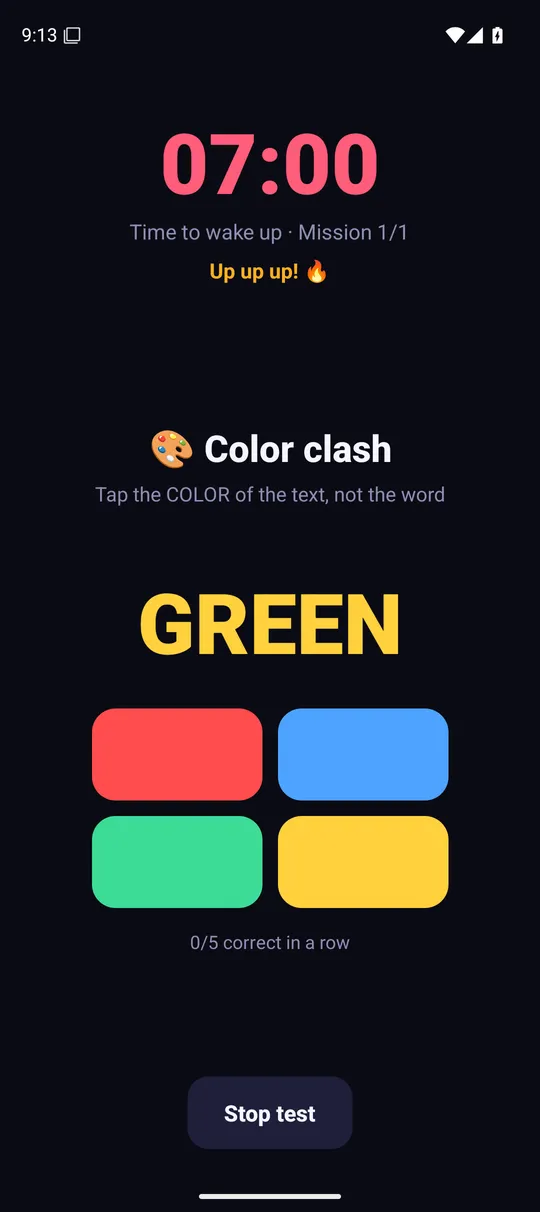 9:13
07:00
Time to wake up · Mission 1/1
Up up up! 🔥
🎨 Color clash
Tap the COLOR of the text, not the word
GREEN
0/5 correct in a row
Stop test